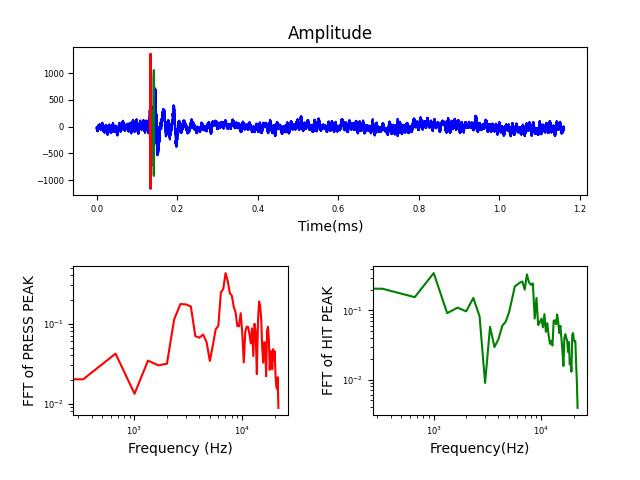 Amplitude
1000
500
0
−500
−1000
0.0 0.2 0.4 0.6 0.8 1.0 1.2
Time(ms)
FFT of PRESS PEAK
10⁻¹
10⁻²
10³ 10⁴
Frequency (Hz)
FFT of HIT PEAK
10⁻¹
10⁻²
10³ 10⁴
Frequency(Hz)